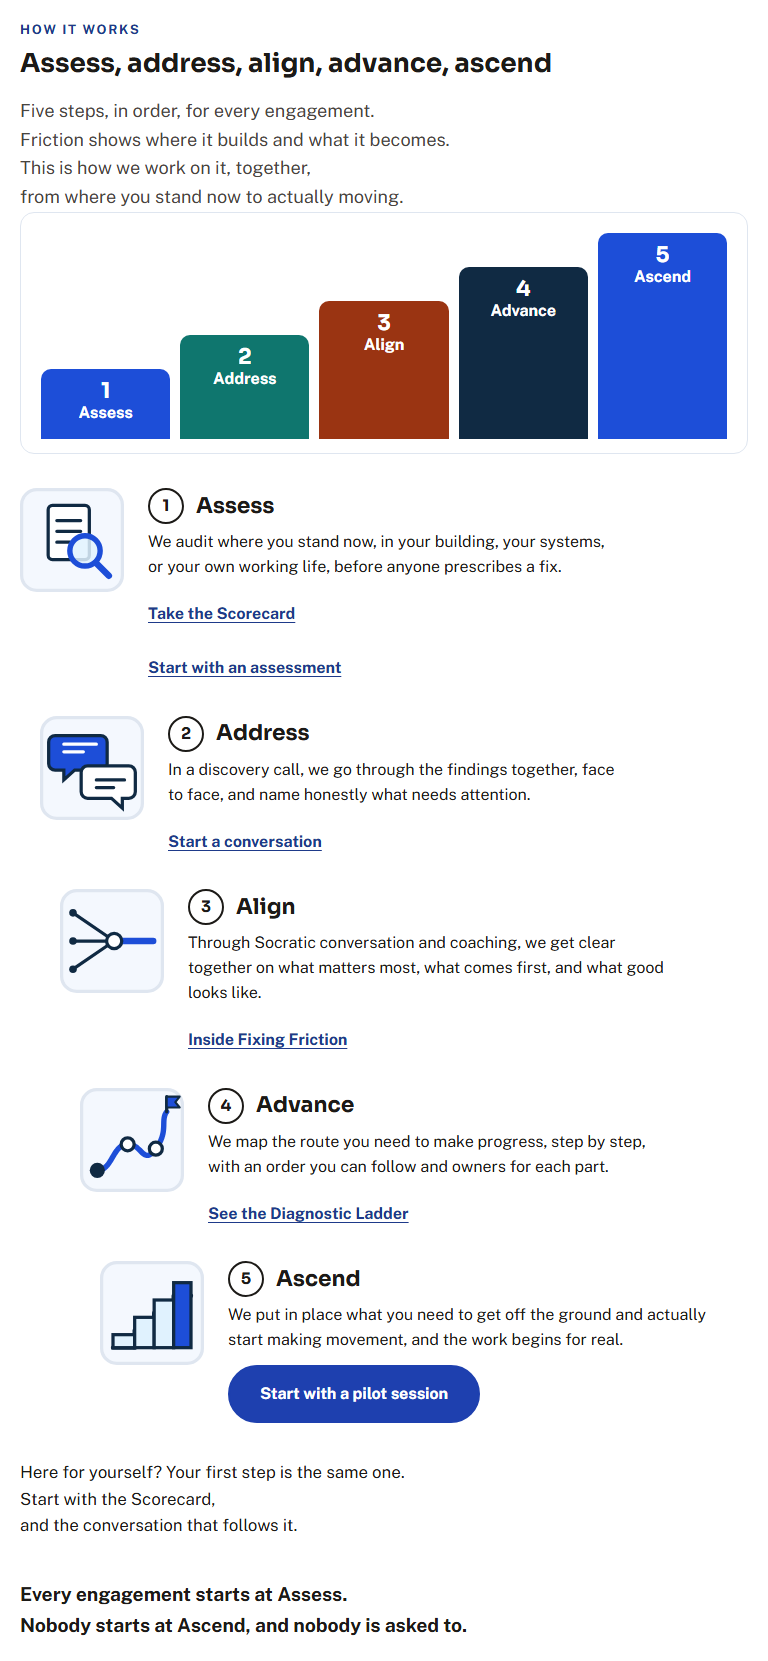 HOW IT WORKS
Assess, address, align, advance, ascend
Five steps, in order, for every engagement.
Friction shows where it builds and what it becomes.
This is how we work on it, together,
from where you stand now to actually moving.
1
Assess
2
Address
3
Align
4
Advance
5
Ascend
1 Assess
We audit where you stand now, in your building, your systems,
or your own working life, before anyone prescribes a fix.
Take the Scorecard
Start with an assessment
2 Address
In a discovery call, we go through the findings together, face
to face, and name honestly what needs attention.
Start a conversation
3 Align
Through Socratic conversation and coaching, we get clear
together on what matters most, what comes first, and what good
looks like.
Inside Fixing Friction
4 Advance
We map the route you need to make progress, step by step,
with an order you can follow and owners for each part.
See the Diagnostic Ladder
5 Ascend
We put in place what you need to get off the ground and actually
start making movement, and the work begins for real.
Start with a pilot session
Here for yourself? Your first step is the same one.
Start with the Scorecard,
and the conversation that follows it.
Every engagement starts at Assess.
Nobody starts at Ascend, and nobody is asked to.